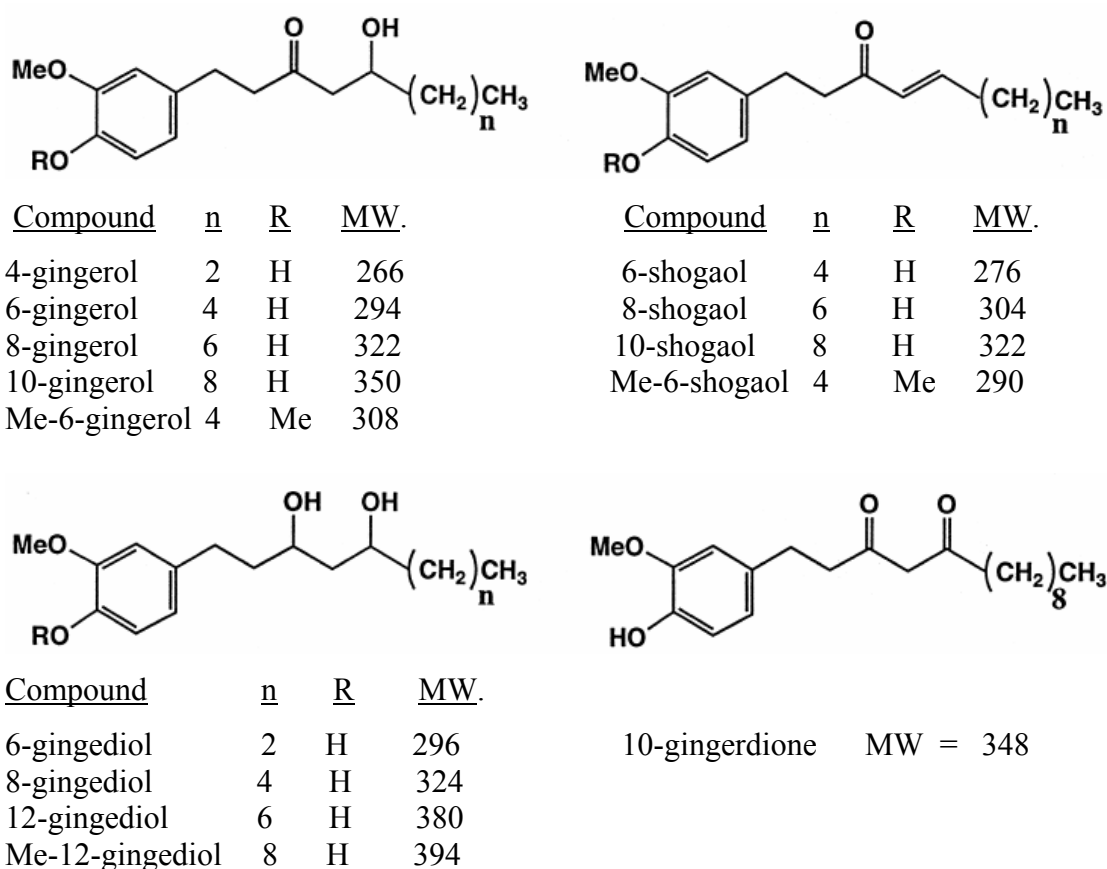 O OH
MeO
(CH2)CH3
n
RO
Compound n R MW.
4-gingerol 2 H 266
6-gingerol 4 H 294
8-gingerol 6 H 322
10-gingerol 8 H 350
Me-6-gingerol 4 Me 308
O
MeO
(CH2)CH3
n
RO
Compound n R MW.
6-shogaol 4 H 276
8-shogaol 6 H 304
10-shogaol 8 H 322
Me-6-shogaol 4 Me 290
OH OH
MeO
(CH2)CH3
n
RO
Compound n R MW.
6-gingediol 2 H 296
8-gingediol 4 H 324
12-gingediol 6 H 380
Me-12-gingediol 8 H 394
O O
MeO
(CH2)CH3
8
HO
10-gingerdione MW = 348